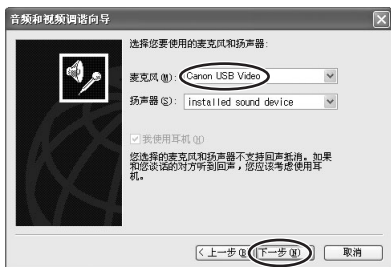 音频和视频调谐向导
选择您要使用的麦克风和扬声器:
麦克风(M): Canon USB Video
扬声器(S): installed sound device
我使用耳机(H)
您选择的麦克风和扬声器不支持回声抵消。如果
和您谈话的对方听到回声，您应该考虑使用耳
机。
< 上一步(B) 下一步(N) 取消